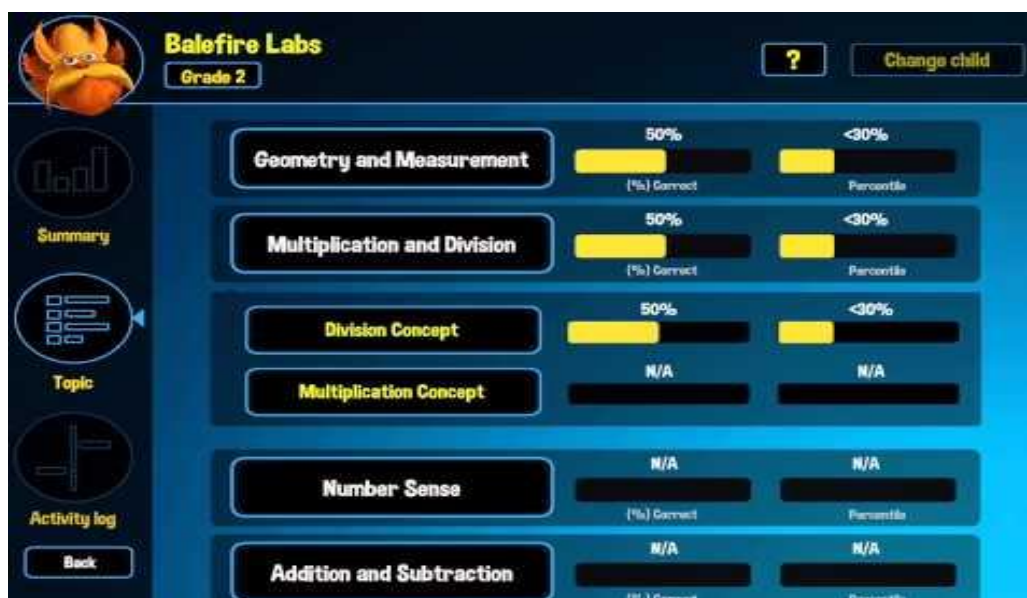 Balefire Labs
Grade 2
?
Change child
50%
<30%
Geometry and Measurement
(%) Correct
Percentile
Summary
50%
<30%
Multiplication and Division
(%) Correct
Percentile
50%
<30%
Division Concept
Topic
N/A
N/A
Multiplication Concept
N/A
N/A
Number Sense
(%) Correct
Percentile
Activity log
Back
N/A
N/A
Addition and Subtraction
(%) Correct
Percentile